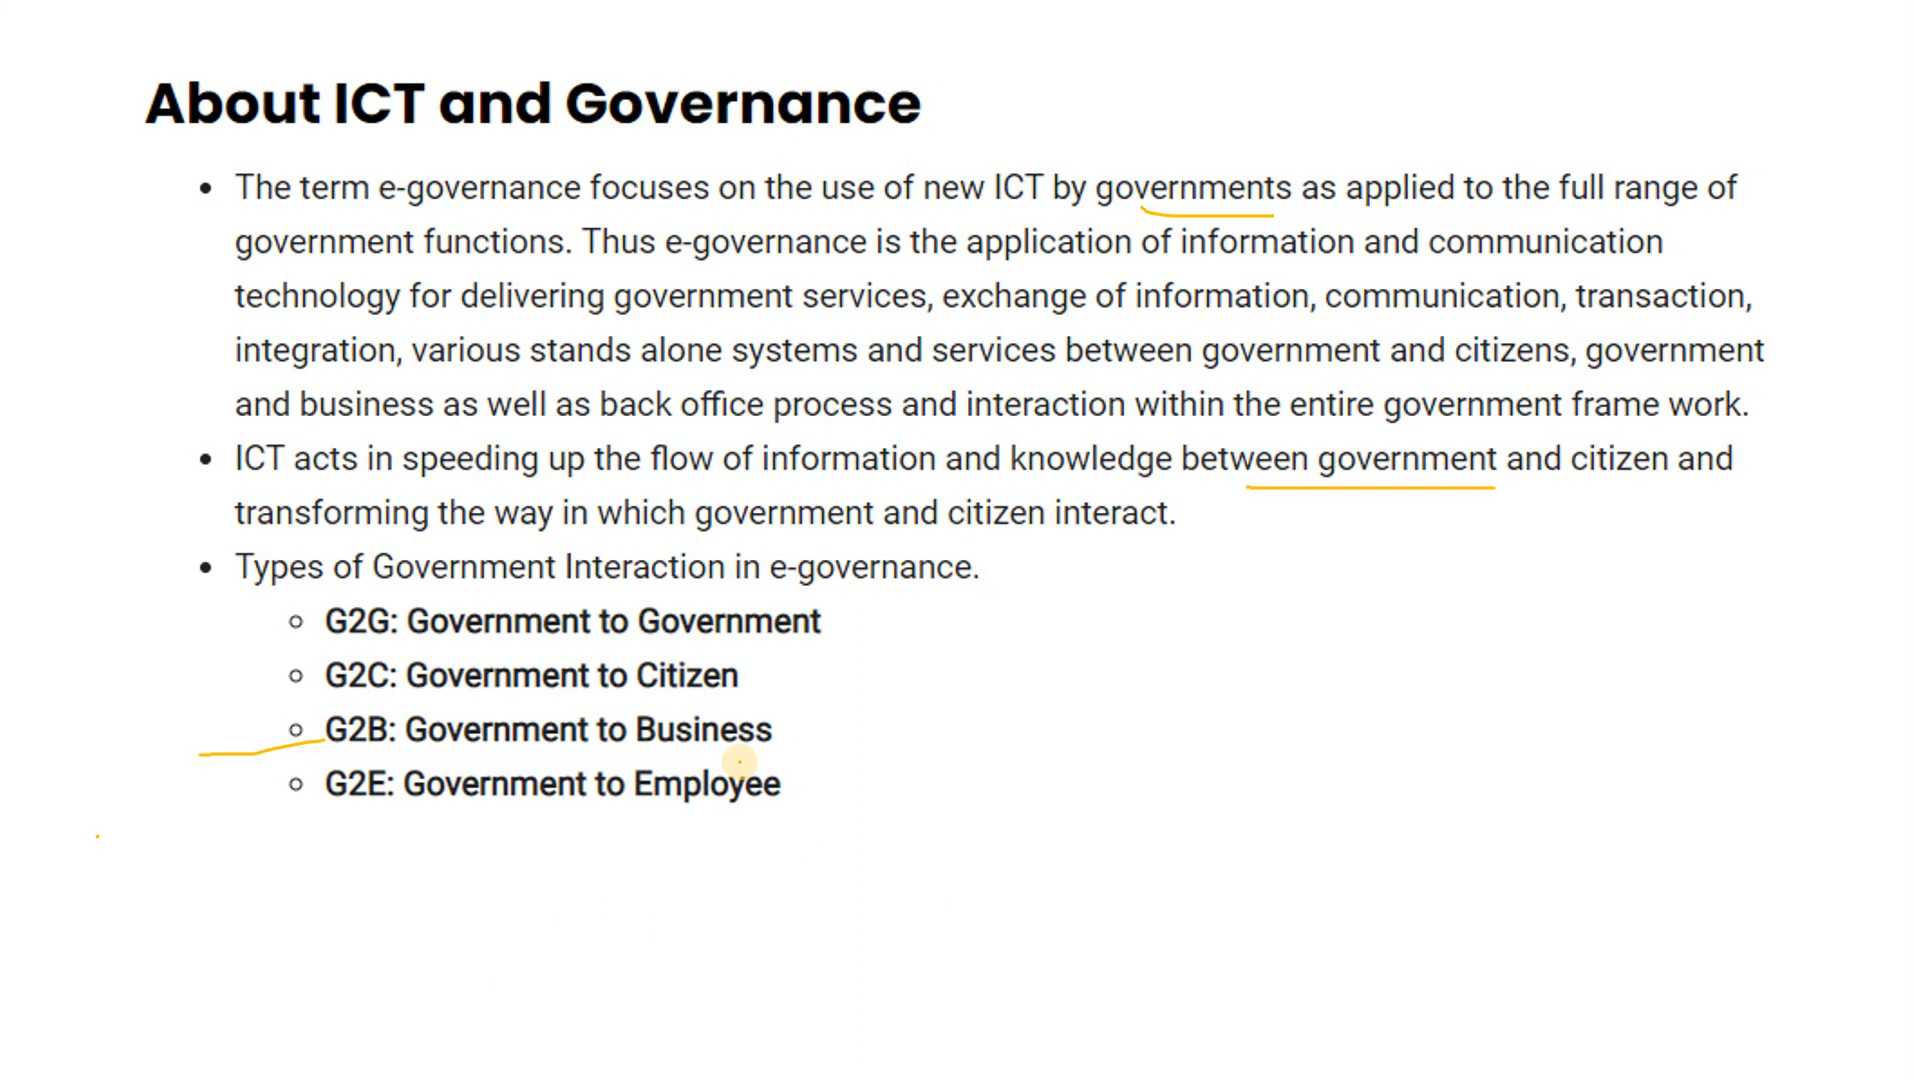 About ICT and Governance
• The term e-governance focuses on the use of new ICT by governments as applied to the full range of
government functions. Thus e-governance is the application of information and communication
technology for delivering government services, exchange of information, communication, transaction,
integration, various stands alone systems and services between government and citizens, government
and business as well as back office process and interaction within the entire government frame work.
• ICT acts in speeding up the flow of information and knowledge between government and citizen and
transforming the way in which government and citizen interact.
• Types of Government Interaction in e-governance.
◦ G2G: Government to Government
◦ G2C: Government to Citizen
◦ G2B: Government to Business
◦ G2E: Government to Employee